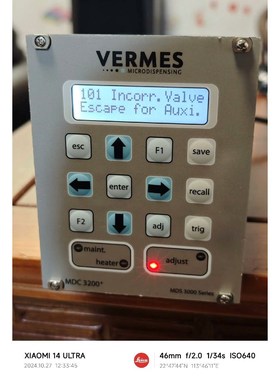 VERMES
MICRODISPENSING
101 Incorr. Valve
Escape for Auxi.
esc
F1
save
enter
recall
F2
adj
trig
maint.
heater
adjust
MDC 3200+
MDS 3000 Series
XIAOMI 14 ULTRA
2024.10.27 12:33:45
46mm f/2.0 1/34s ISO640